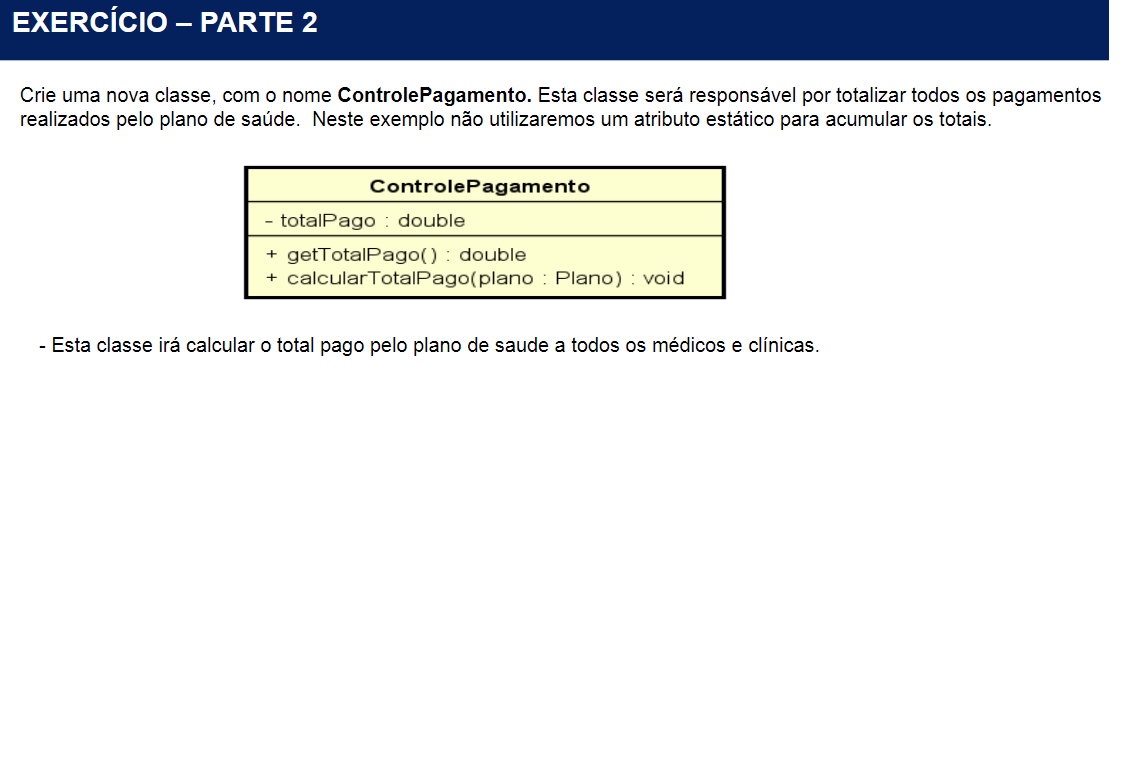 EXERCÍCIO – PARTE 2
Crie uma nova classe, com o nome ControlePagamento. Esta classe será responsável por totalizar todos os pagamentos
realizados pelo plano de saúde.  Neste exemplo não utilizaremos um atributo estático para acumular os totais.
ControlePagamento
- totalPago : double
+ getTotalPago() : double
+ calcularTotalPago(plano : Plano) : void
- Esta classe irá calcular o total pago pelo plano de saude a todos os médicos e clínicas.